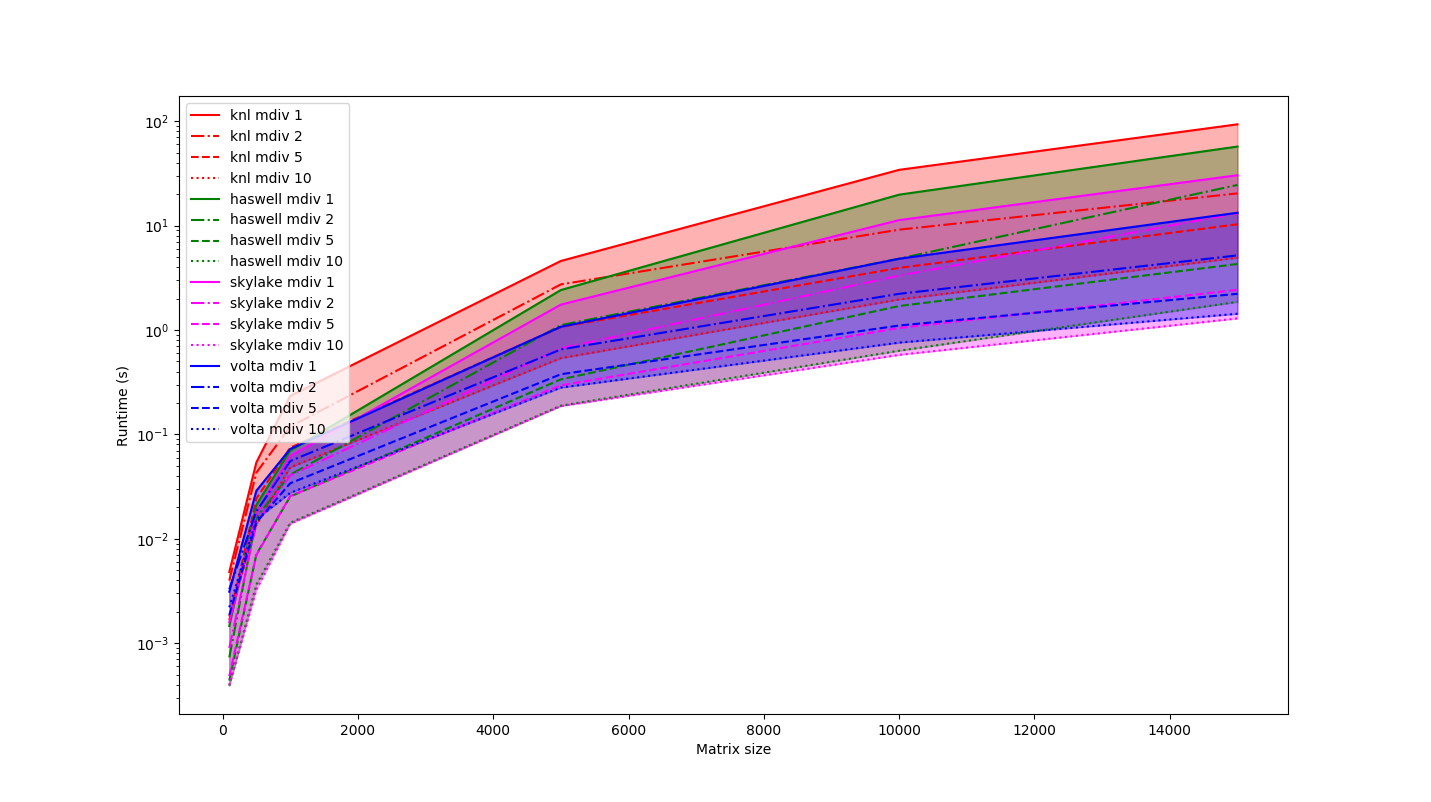 knl mdiv 1
knl mdiv 2
knl mdiv 5
knl mdiv 10
haswell mdiv 1
haswell mdiv 2
haswell mdiv 5
haswell mdiv 10
skylake mdiv 1
skylake mdiv 2
skylake mdiv 5
skylake mdiv 10
volta mdiv 1
volta mdiv 2
volta mdiv 5
volta mdiv 10
10²
10¹
10⁰
10⁻¹
10⁻²
10⁻³
Runtime (s)
0 2000 4000 6000 8000 10000 12000 14000
Matrix size